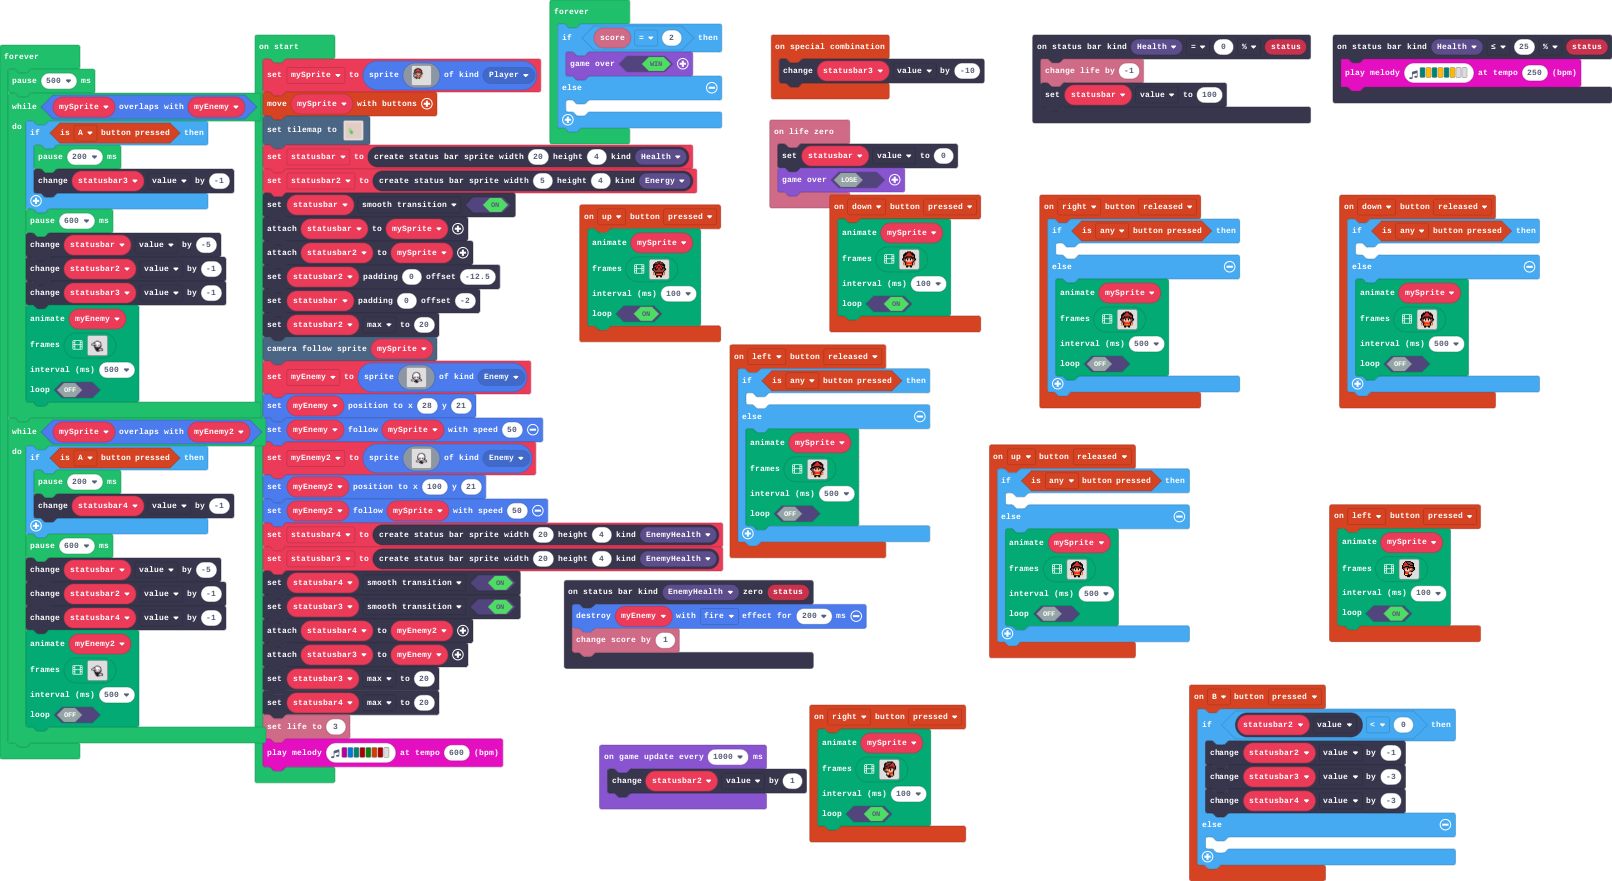 forever
pause 500 ms
while mySprite overlaps with myEnemy
do if is A button pressed then
pause 200 ms
change statusbar3 value by -1
pause 600 ms
change statusbar value by -5
change statusbar2 value by -1
change statusbar3 value by -1
animate myEnemy
frames
interval (ms) 500
loop OFF
while mySprite overlaps with myEnemy2
do if is A button pressed then
pause 200 ms
change statusbar4 value by -1
pause 600 ms
change statusbar value by -5
change statusbar2 value by -1
change statusbar4 value by -1
animate myEnemy2
frames
interval (ms) 500
loop OFF
on start
set mySprite to sprite of kind Player
move mySprite with buttons
set tilemap to
set statusbar to create status bar sprite width 20 height 4 kind Health
set statusbar2 to create status bar sprite width 5 height 4 kind Energy
set statusbar smooth transition ON
attach statusbar to mySprite
attach statusbar2 to mySprite
set statusbar2 padding 0 offset -12.5
set statusbar padding 0 offset -2
set statusbar2 max to 20
camera follow sprite mySprite
set myEnemy to sprite of kind Enemy
set myEnemy position to x 28 y 21
set myEnemy follow mySprite with speed 50
set myEnemy2 to sprite of kind Enemy
set myEnemy2 position to x 100 y 21
set myEnemy2 follow mySprite with speed 50
set statusbar4 to create status bar sprite width 20 height 4 kind EnemyHealth
set statusbar3 to create status bar sprite width 20 height 4 kind EnemyHealth
set statusbar4 smooth transition ON
set statusbar3 smooth transition ON
attach statusbar4 to myEnemy2
attach statusbar3 to myEnemy
set statusbar3 max to 20
set statusbar4 max to 20
set life to 3
play melody at tempo 600 (bpm)
forever
if score = 2 then
game over WIN
else
on special combination
change statusbar3 value by -10
on life zero
set statusbar value to 0
game over LOSE
on status bar kind Health = 0 % status
change life by -1
set statusbar value to 100
on status bar kind Health ≤ 25 % status
play melody at tempo 250 (bpm)
on up button pressed
animate mySprite
frames
interval (ms) 100
loop ON
on down button pressed
animate mySprite
frames
interval (ms) 100
loop ON
on right button released
if is any button pressed then
else
animate mySprite
frames
interval (ms) 500
loop OFF
on down button released
if is any button pressed then
else
animate mySprite
frames
interval (ms) 500
loop OFF
on left button released
if is any button pressed then
else
animate mySprite
frames
interval (ms) 500
loop OFF
on up button released
if is any button pressed then
else
animate mySprite
frames
interval (ms) 500
loop OFF
on left button pressed
animate mySprite
frames
interval (ms) 100
loop ON
on status bar kind EnemyHealth zero status
destroy myEnemy with fire effect for 200 ms
change score by 1
on game update every 1000 ms
change statusbar2 value by 1
on right button pressed
animate mySprite
frames
interval (ms) 100
loop ON
on B button pressed
if statusbar2 value < 0 then
change statusbar2 value by -1
change statusbar3 value by -3
change statusbar4 value by -3
else